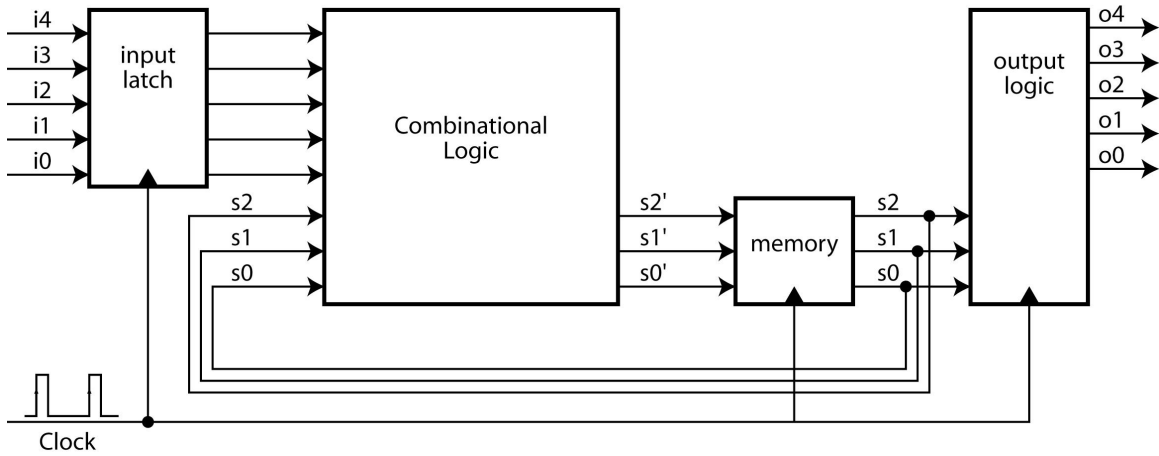 i4
i3
i2
i1
i0
input
latch
Combinational
Logic
s2
s1
s0
s2'
s1'
s0'
memory
s2
s1
s0
output
logic
o4
o3
o2
o1
o0
Clock